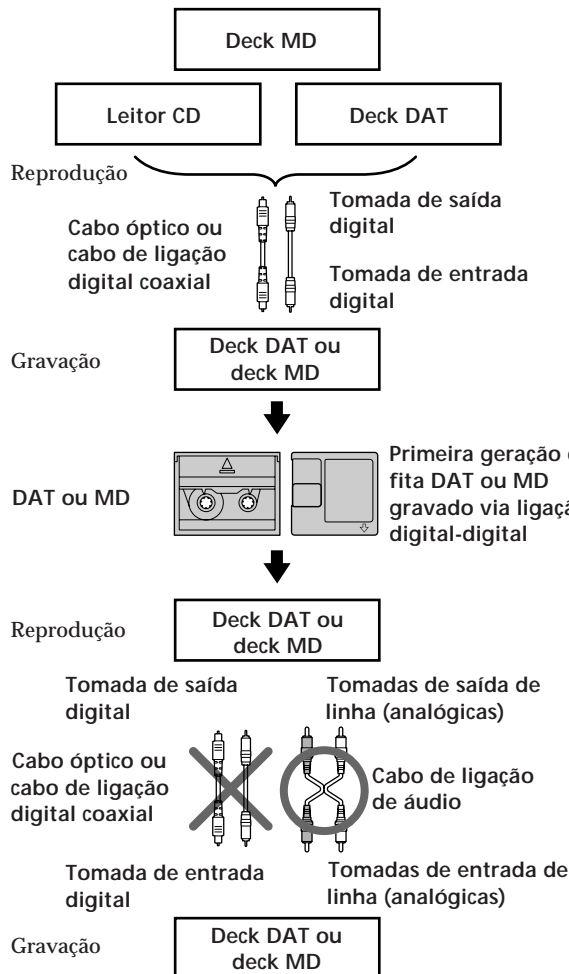 Deck MD
Leitor CD
Deck DAT
Reprodução
Cabo óptico ou
cabo de ligação
digital coaxial
Tomada de saída
digital
Tomada de entrada
digital
Gravação
Deck DAT ou
deck MD
DAT ou MD
Primeira geração
fita DAT ou MD
gravado via
digital-digital
Reprodução
Deck DAT ou
deck MD
Tomada de saída
digital
Tomadas de saída de
linha (analógicas)
Cabo óptico ou
cabo de ligação
digital coaxial
Cabo de ligação
de áudio
Tomada de entrada
digital
Tomadas de entrada de
linha (analógicas)
Gravação
Deck DAT ou
deck MD